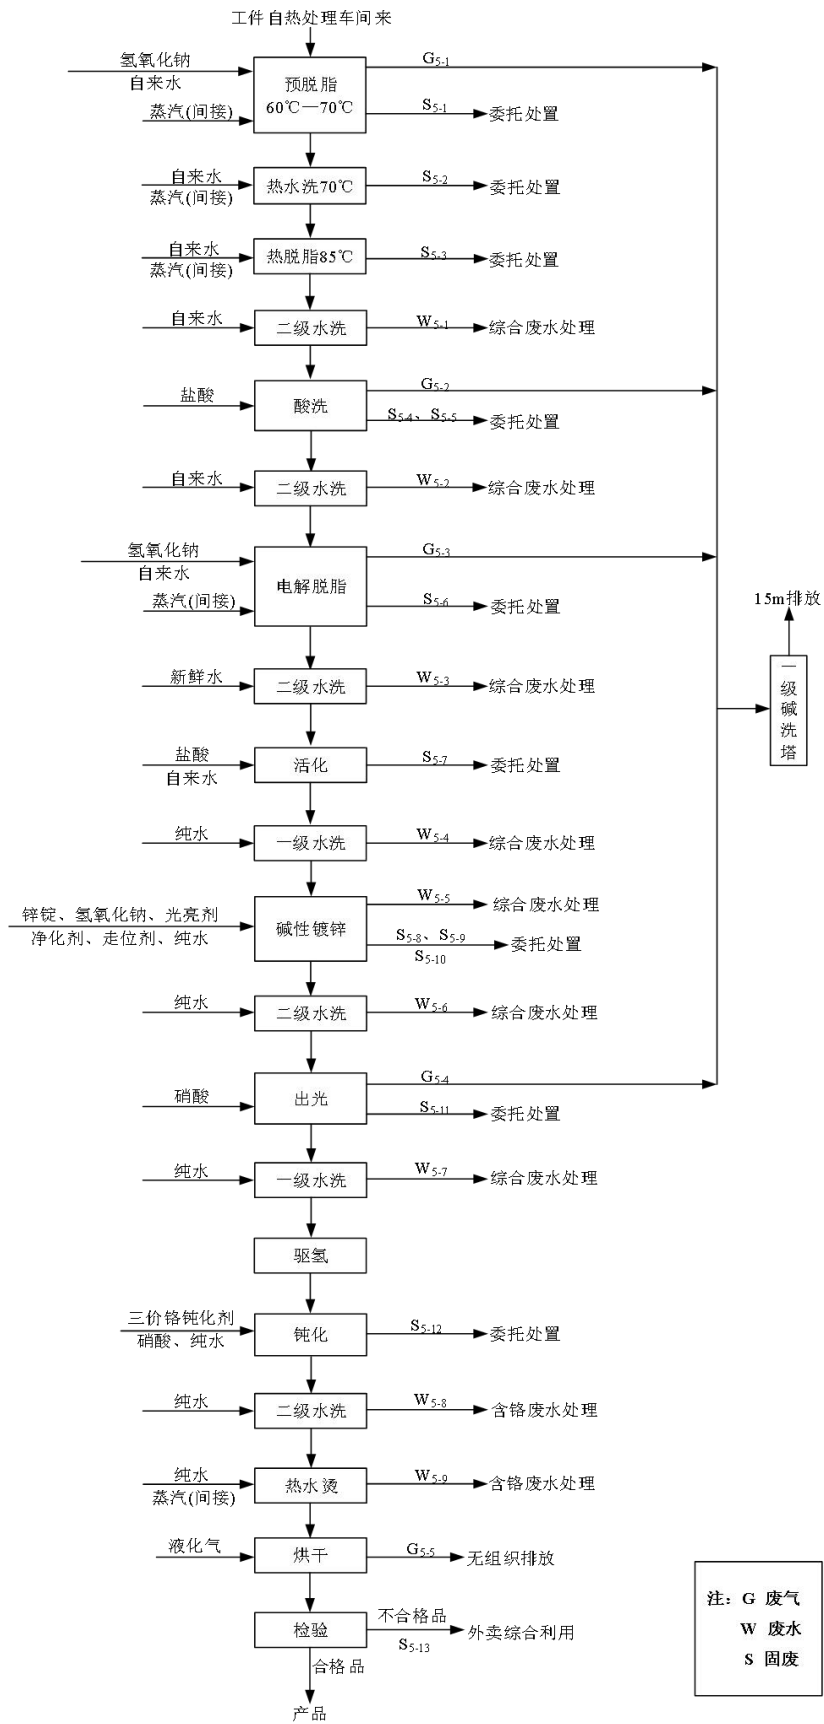 工件自热处理车间来
氢氧化钠
自来水
蒸汽(间接)
预脱脂
60℃—70℃
G5-1
S5-1
委托处置
自来水
蒸汽(间接)
热水洗70℃
S5-2
委托处置
自来水
蒸汽(间接)
热脱脂85℃
S5-3
委托处置
自来水
二级水洗
W5-1
综合废水处理
盐酸
酸洗
G5-2
S5-4、S5-5
委托处置
自来水
二级水洗
W5-2
综合废水处理
氢氧化钠
自来水
蒸汽(间接)
电解脱脂
G5-3
S5-6
委托处置
15m排放
一级碱洗塔
新鲜水
二级水洗
W5-3
综合废水处理
盐酸
自来水
活化
S5-7
委托处置
纯水
一级水洗
W5-4
综合废水处理
锌锭、氢氧化钠、光亮剂
净化剂、走位剂、纯水
碱性镀锌
W5-5
综合废水处理
S5-8、S5-9
S5-10
委托处置
纯水
二级水洗
W5-6
综合废水处理
硝酸
出光
G5-4
S5-11
委托处置
纯水
一级水洗
W5-7
综合废水处理
驱氢
三价铬钝化剂
硝酸、纯水
钝化
S5-12
委托处置
纯水
二级水洗
W5-8
含铬废水处理
纯水
蒸汽(间接)
热水烫
W5-9
含铬废水处理
液化气
烘干
G5-5
无组织排放
检验
不合格品
S5-13
外卖综合利用
合格品
产品
注：G 废气
W 废水
S 固废